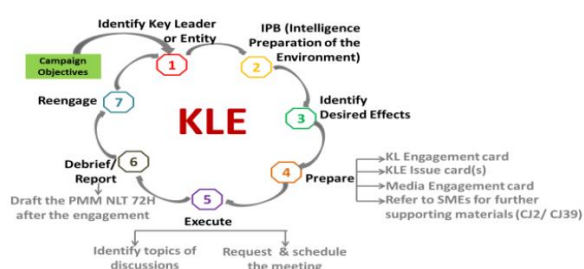 Identify Key Leader
or Entity
IPB (Intelligence
Preparation of the
Environment)
Campaign
Objectives
1
2
Reengage
7
KLE
3
Identify
Desired Effects
Debrief/
Report
6
4
Prepare
KL Engagement card
KLE Issue card(s)
Media Engagement card
Refer to SMEs for further
supporting materials (CJ2/ CJ39)
Draft the PMM NLT 72H
after the engagement
5
Execute
Identify topics of
discussions
Request & schedule
the meeting